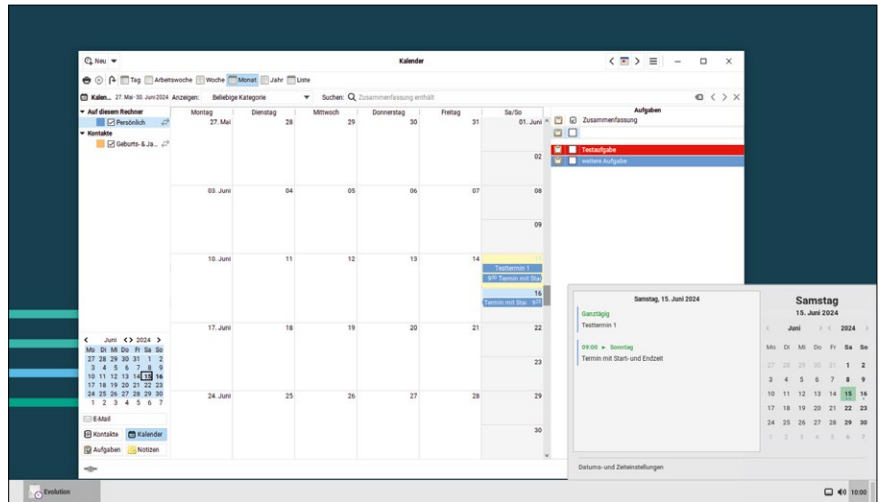 Neu
Kalender
Tag Arbeitswoche Woche Monat Jahr Liste
Kalen... 27. Mai - 30. Juni 2024 Anzeigen: Beliebige Kategorie Suchen: Zusammenfassung enthält
Auf diesem Rechner
Persönlich
Kontakte
Geburts- & Ja...
Montag Dienstag Mittwoch Donnerstag Freitag Sa/So
27. Mai 28 29 30 31 01. Juni
02
03. Juni 04 05 06 07 08
09
10. Juni 11 12 13 14
Testtermin 1
Termin mit Star
16
Termin mit Star
17. Juni 18 19 20 21 22
23
24. Juni 25 26 27 28 29
30
Aufgaben
Zusammenfassung
Testaufgabe
weitere Aufgabe
Juni 2024
Mo Di Mi Do Fr Sa So
27 28 29 30 31 1 2
3 4 5 6 7 8 9
10 11 12 13 14 15 16
17 18 19 20 21 22 23
24 25 26 27 28 29 30
1 2 3 4 5 6 7
E-Mail
Kontakte Kalender
Aufgaben Notizen
Samstag, 15. Juni 2024
Ganztägig
Testtermin 1
09:00 ▸ Sonntag
Termin mit Start- und Endzeit
Samstag
15. Juni 2024
Juni 2024
Mo Di Mi Do Fr Sa So
27 28 29 30 31 1 2
3 4 5 6 7 8 9
10 11 12 13 14 15 16
17 18 19 20 21 22 23
24 25 26 27 28 29 30
1 2 3 4 5 6 7
Datums- und Zeiteinstellungen
Evolution
10:00